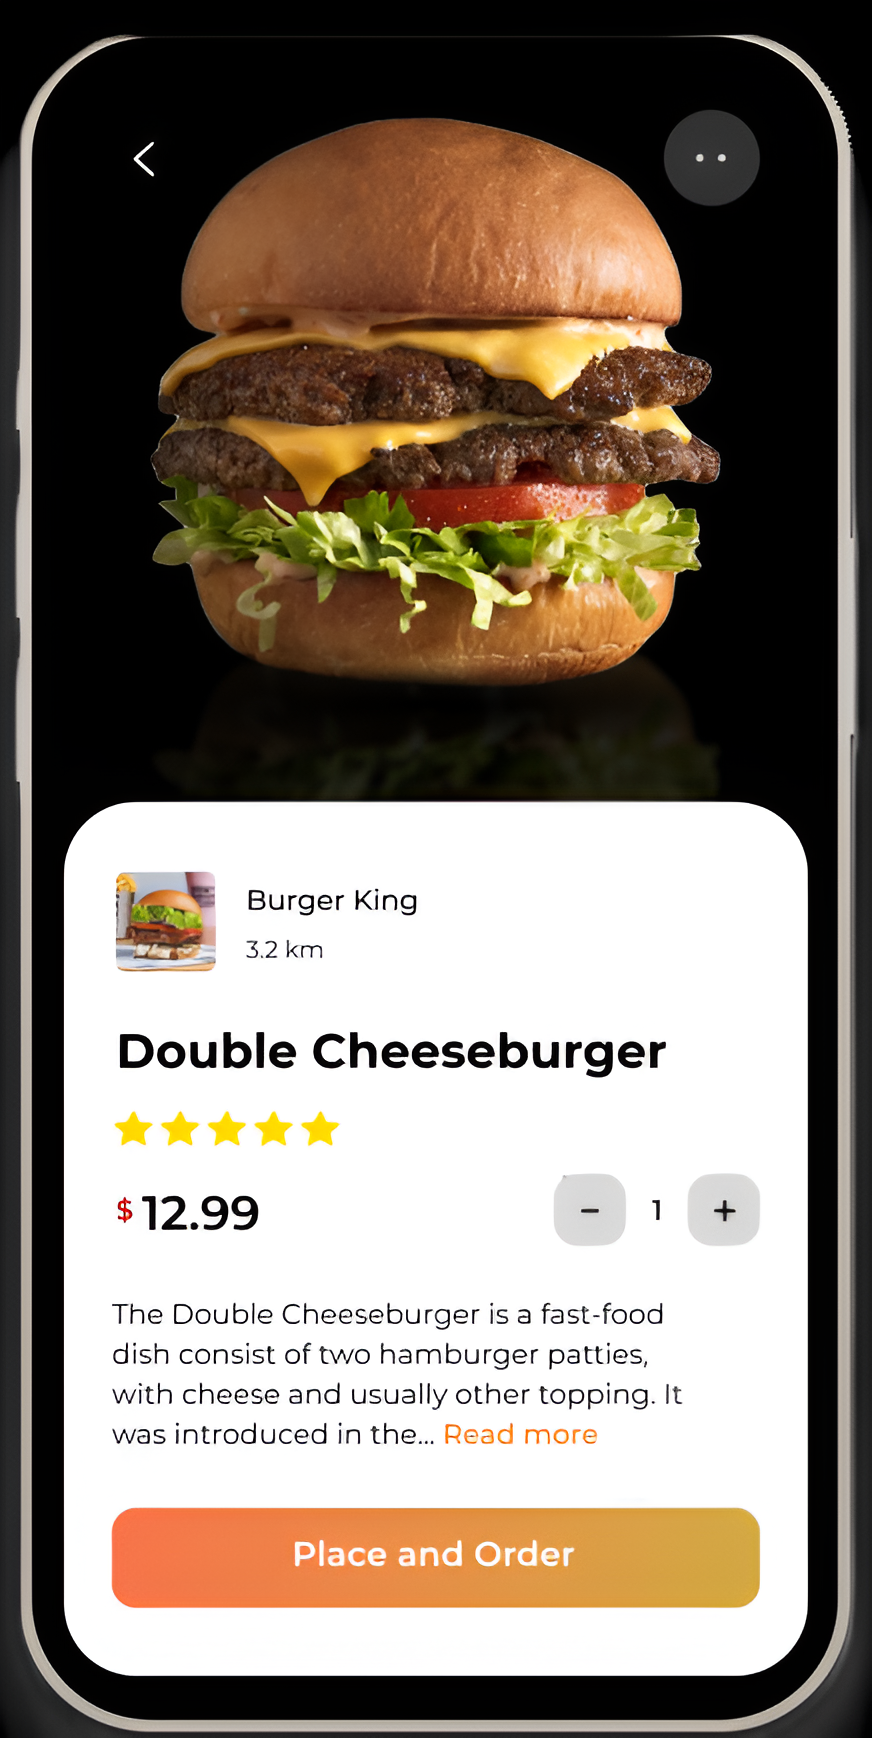 Burger King
3.2 km
Double Cheeseburger
$ 12.99
- 1 +
The Double Cheeseburger is a fast-food
dish consist of two hamburger patties,
with cheese and usually other topping. It
was introduced in the... Read more
Place and Order